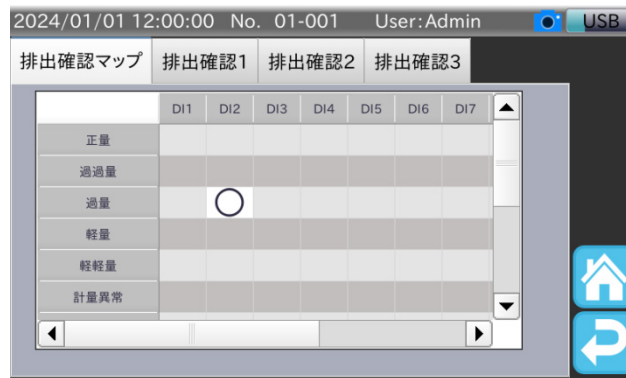 2024/01/01 12:00:00 No. 01-001 User:Admin USB
排出確認マップ 排出確認1 排出確認2 排出確認3
DI1 DI2 DI3 DI4 DI5 DI6 DI7
正量
過過量
過量
軽量
軽軽量
計量異常